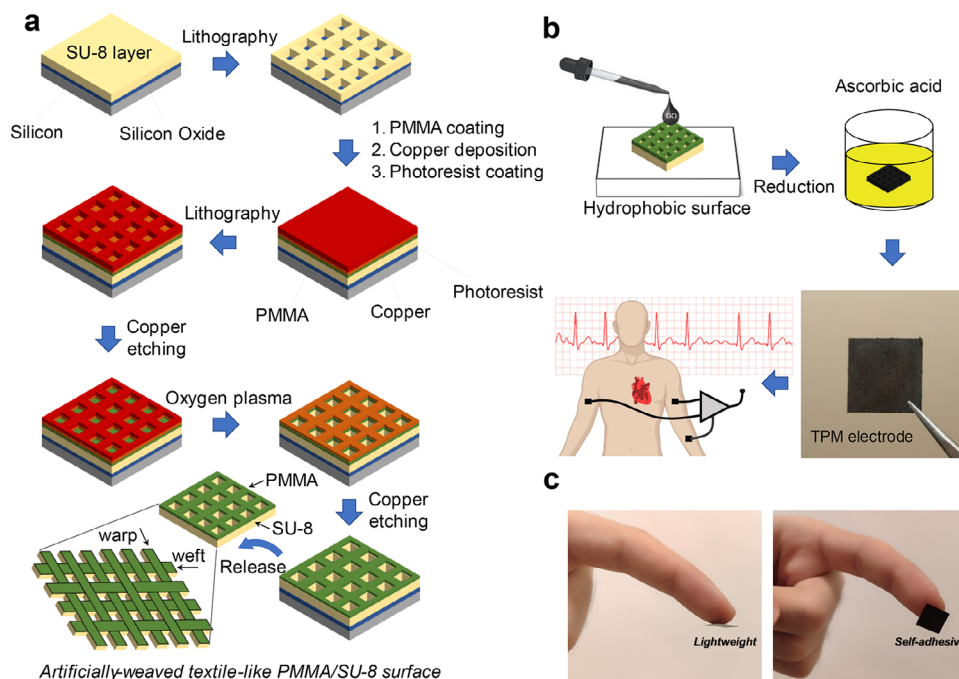 a
SU-8 layer
Lithography
Silicon
Silicon Oxide
1. PMMA coating
2. Copper deposition
3. Photoresist coating
Lithography
PMMA
Copper
Photoresist
Copper
etching
Oxygen plasma
PMMA
SU-8
Copper
etching
warp
weft
Release
Artificially-weaved textile-like PMMA/SU-8 surface
b
GO
Hydrophobic surface
Reduction
Ascorbic acid
TPM electrode
c
Lightweight
Self-adhesiv